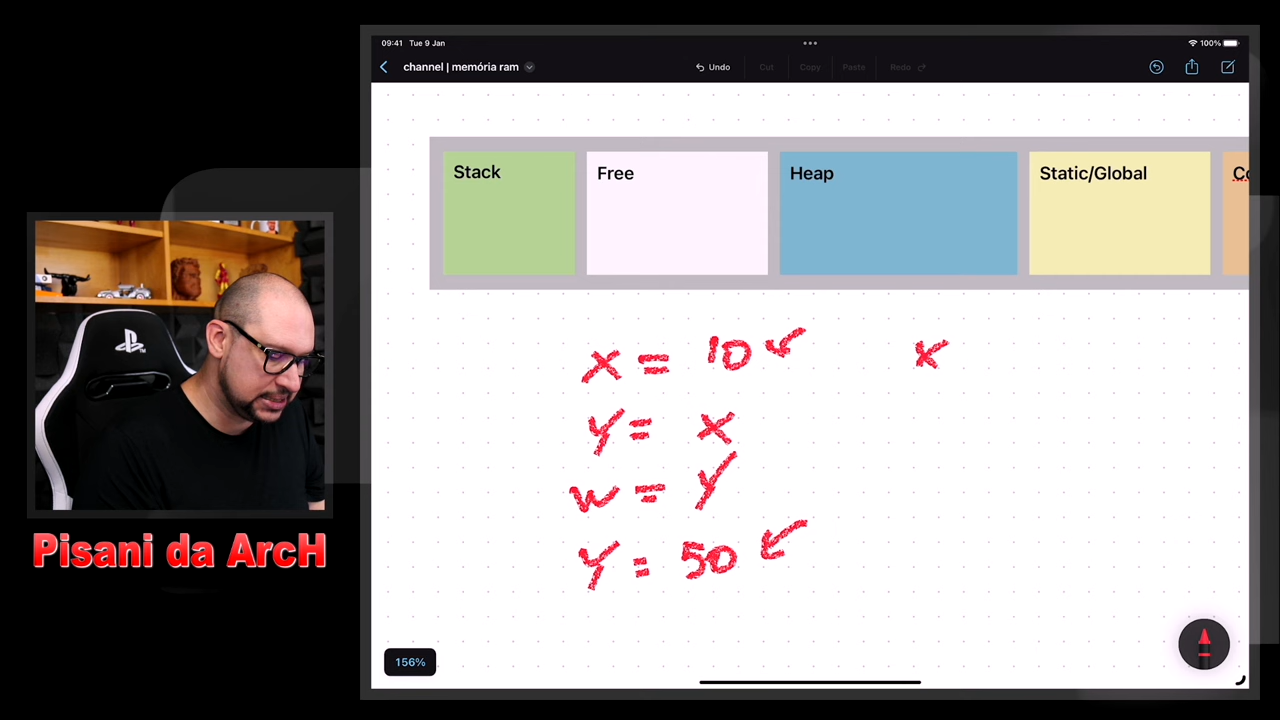 09:41 Tue 9 Jan
100%
channel | memória ram
Undo Cut Copy Paste Redo
Stack Free Heap Static/Global
x = 10 x
y = x
w = y
y = 50
Pisani da ArcH
156%